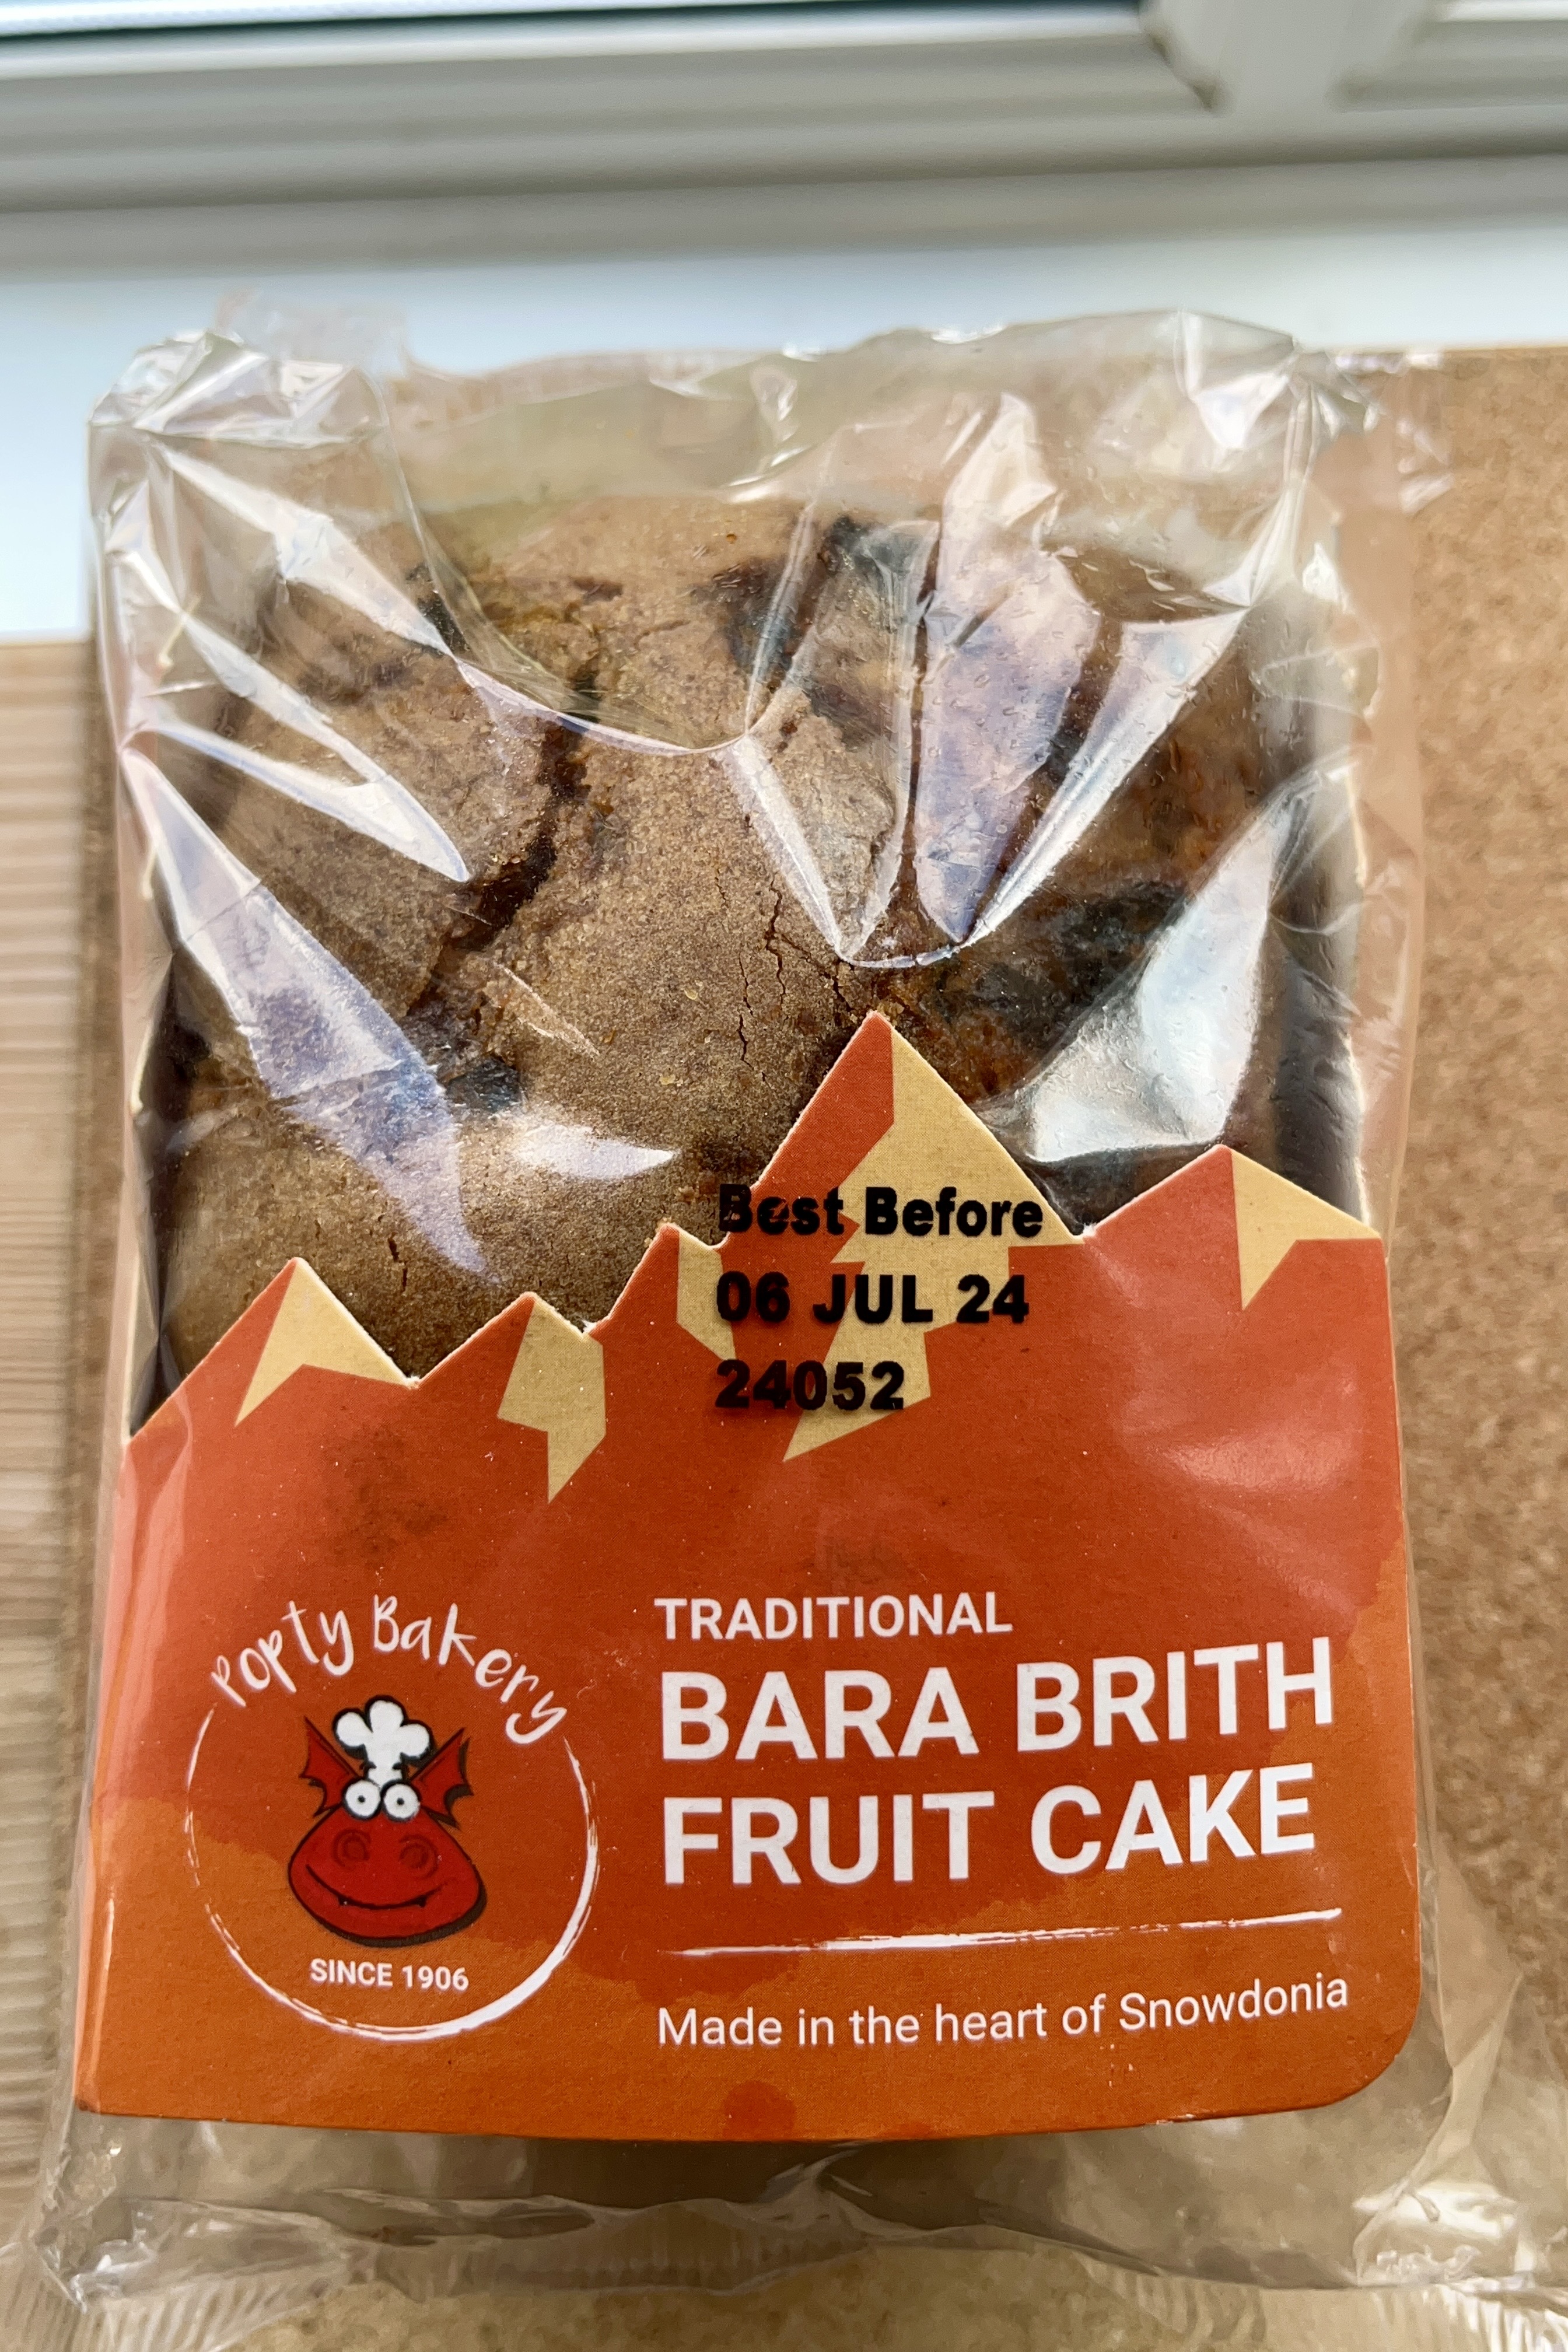 Best Before
06 JUL 24
24052
Popty Bakery
SINCE 1906
TRADITIONAL
BARA BRITH
FRUIT CAKE
Made in the heart of Snowdonia